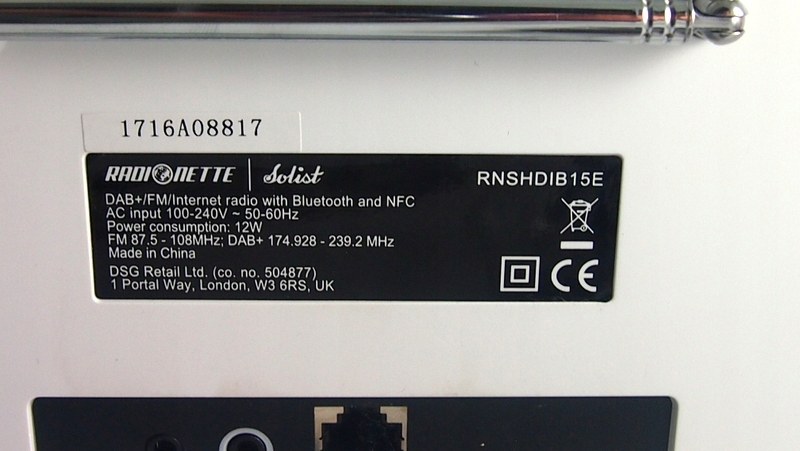 1716A08817
RADIONETTE Solist
RNSHDIB15E
DAB+/FM/Internet radio with Bluetooth and NFC
AC input 100-240V ~ 50-60Hz
Power consumption: 12W
FM 87.5 - 108MHz; DAB+ 174.928 - 239.2 MHz
Made in China
DSG Retail Ltd. (co. no. 504877)
1 Portal Way, London, W3 6RS, UK
CE